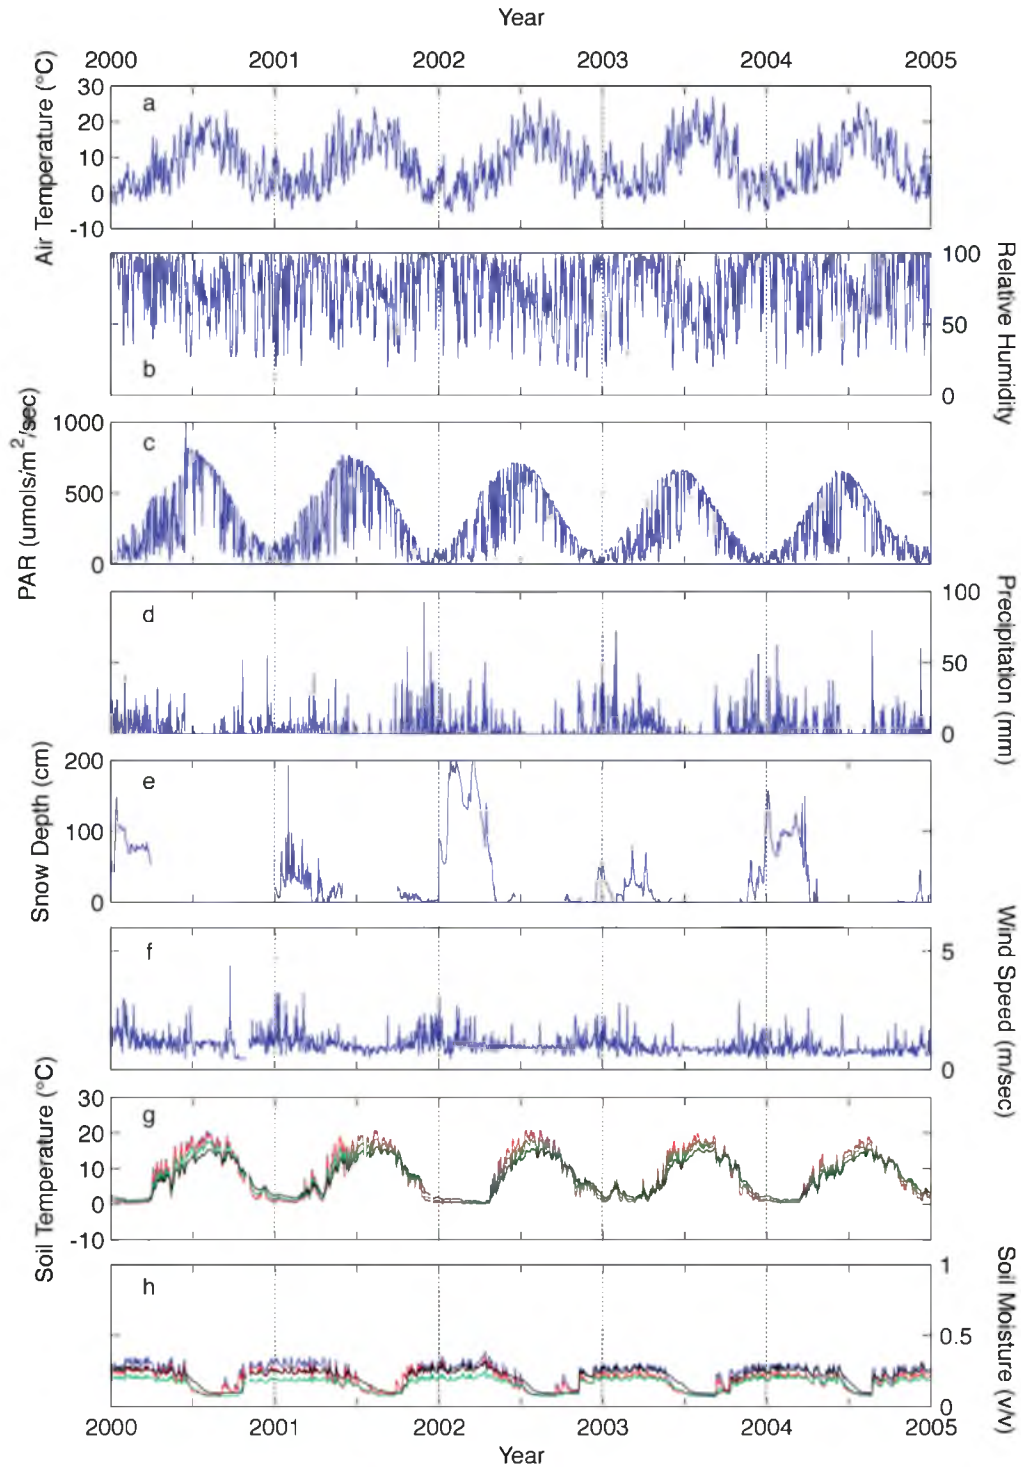 Year
2000 2001 2002 2003 2004 2005
Air Temperature (°C)
30
20
10
0
-10
a
Relative Humidity
100
50
0
b
PAR (umols/m²/sec)
1000
500
0
c
Precipitation (mm)
100
50
0
d
Snow Depth (cm)
200
100
0
e
Wind Speed (m/sec)
5
0
f
Soil Temperature (°C)
30
20
10
0
-10
g
Soil Moisture (v/v)
1
0.5
0
h
2000 2001 2002 2003 2004 2005
Year